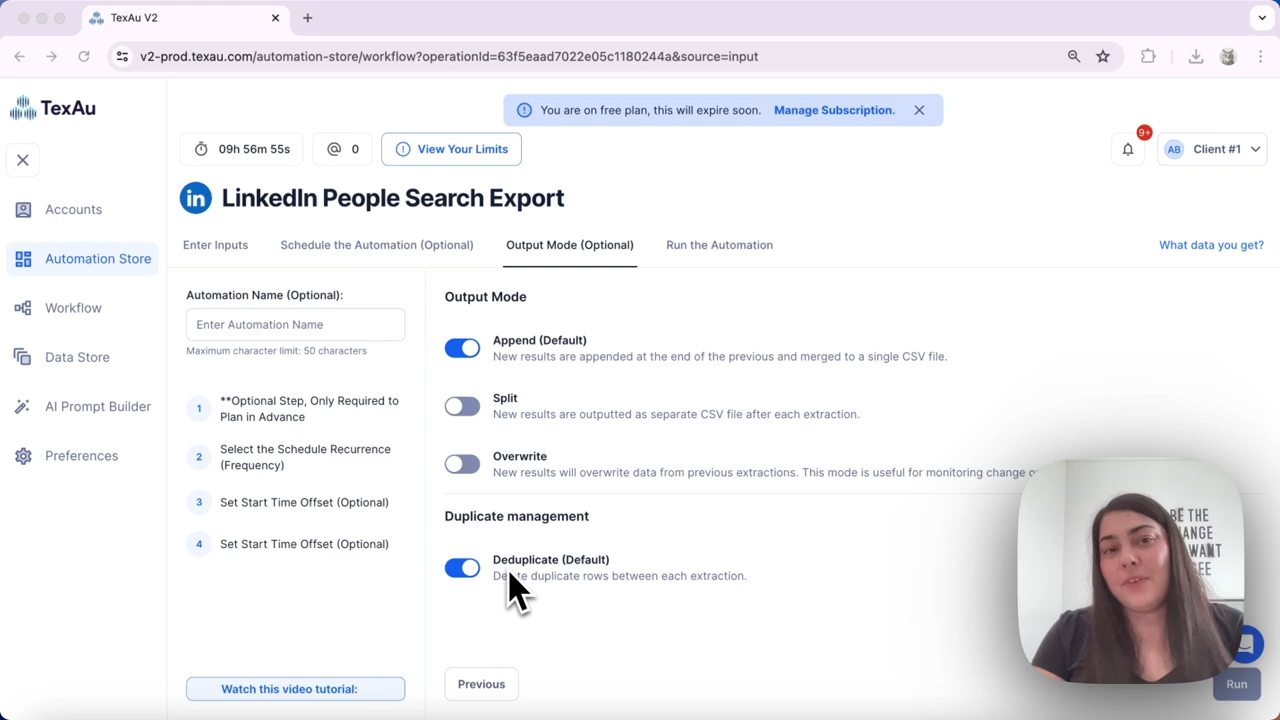 TexAu V2
v2-prod.texau.com/automation-store/workflow?operationId=63f5eaad7022e05c1180244a&source=input
TexAu
You are on free plan, this will expire soon. Manage Subscription.
09h 56m 55s
@ 0
View Your Limits
9+
AB Client #1
in LinkedIn People Search Export
Accounts
Automation Store
Workflow
Data Store
AI Prompt Builder
Preferences
Enter Inputs
Schedule the Automation (Optional)
Output Mode (Optional)
Run the Automation
What data you get?
Automation Name (Optional):
Enter Automation Name
Maximum character limit: 50 characters
1 **Optional Step, Only Required to
Plan in Advance
2 Select the Schedule Recurrence
(Frequency)
3 Set Start Time Offset (Optional)
4 Set Start Time Offset (Optional)
Watch this video tutorial:
Output Mode
Append (Default)
New results are appended at the end of the previous and merged to a single CSV file.
Split
New results are outputted as separate CSV file after each extraction.
Overwrite
New results will overwrite data from previous extractions. This mode is useful for monitoring change
Duplicate management
Deduplicate (Default)
duplicate rows between each extraction.
Previous
Run
BE THE
WANT